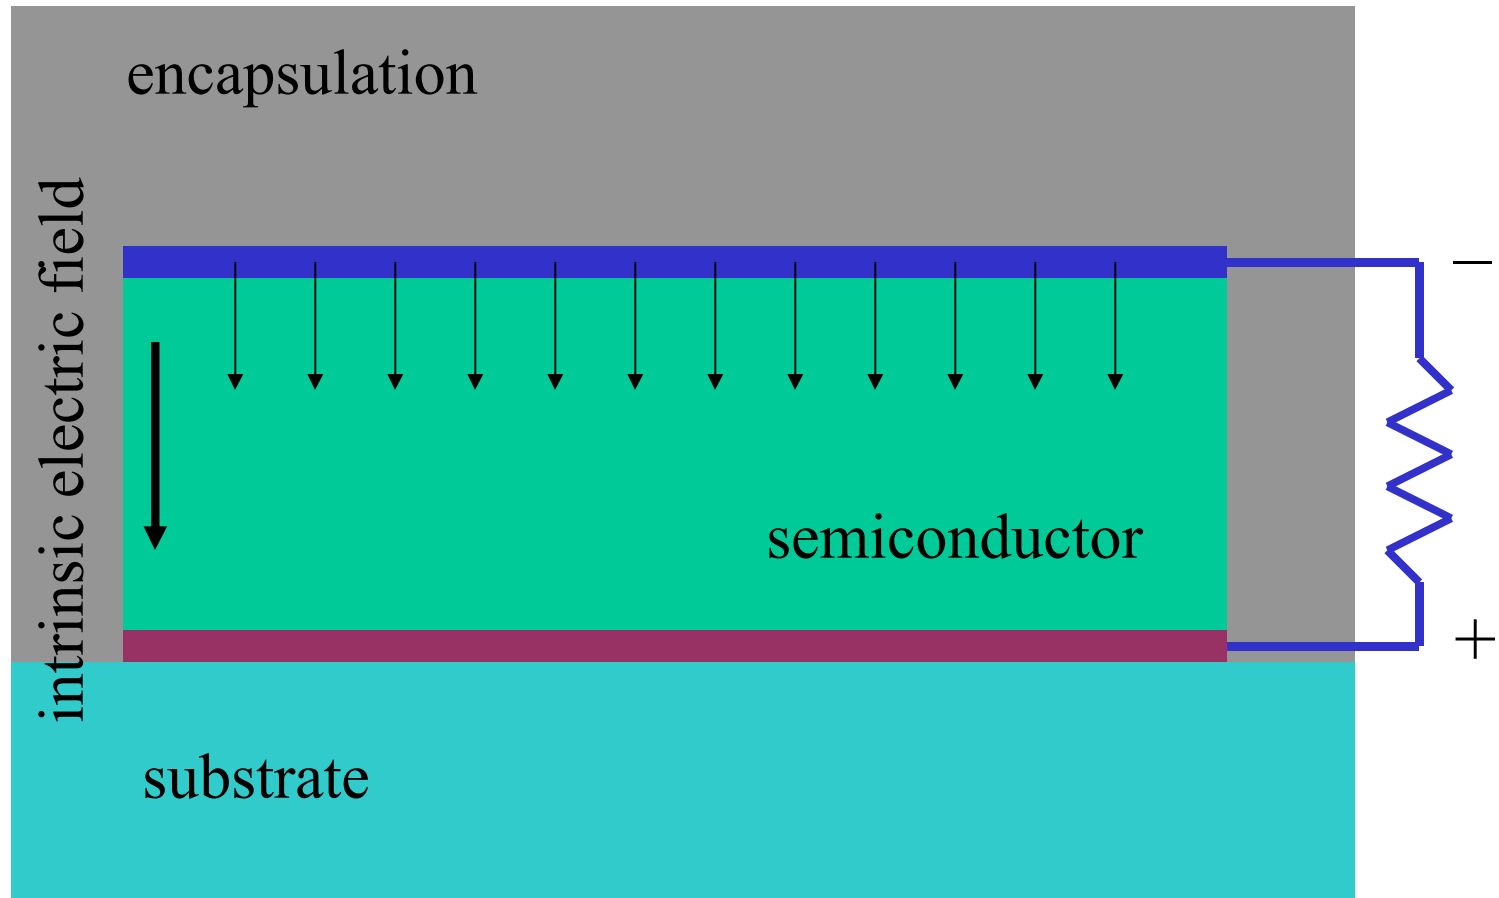 encapsulation
intrinsic electric field
−
semiconductor
+
substrate